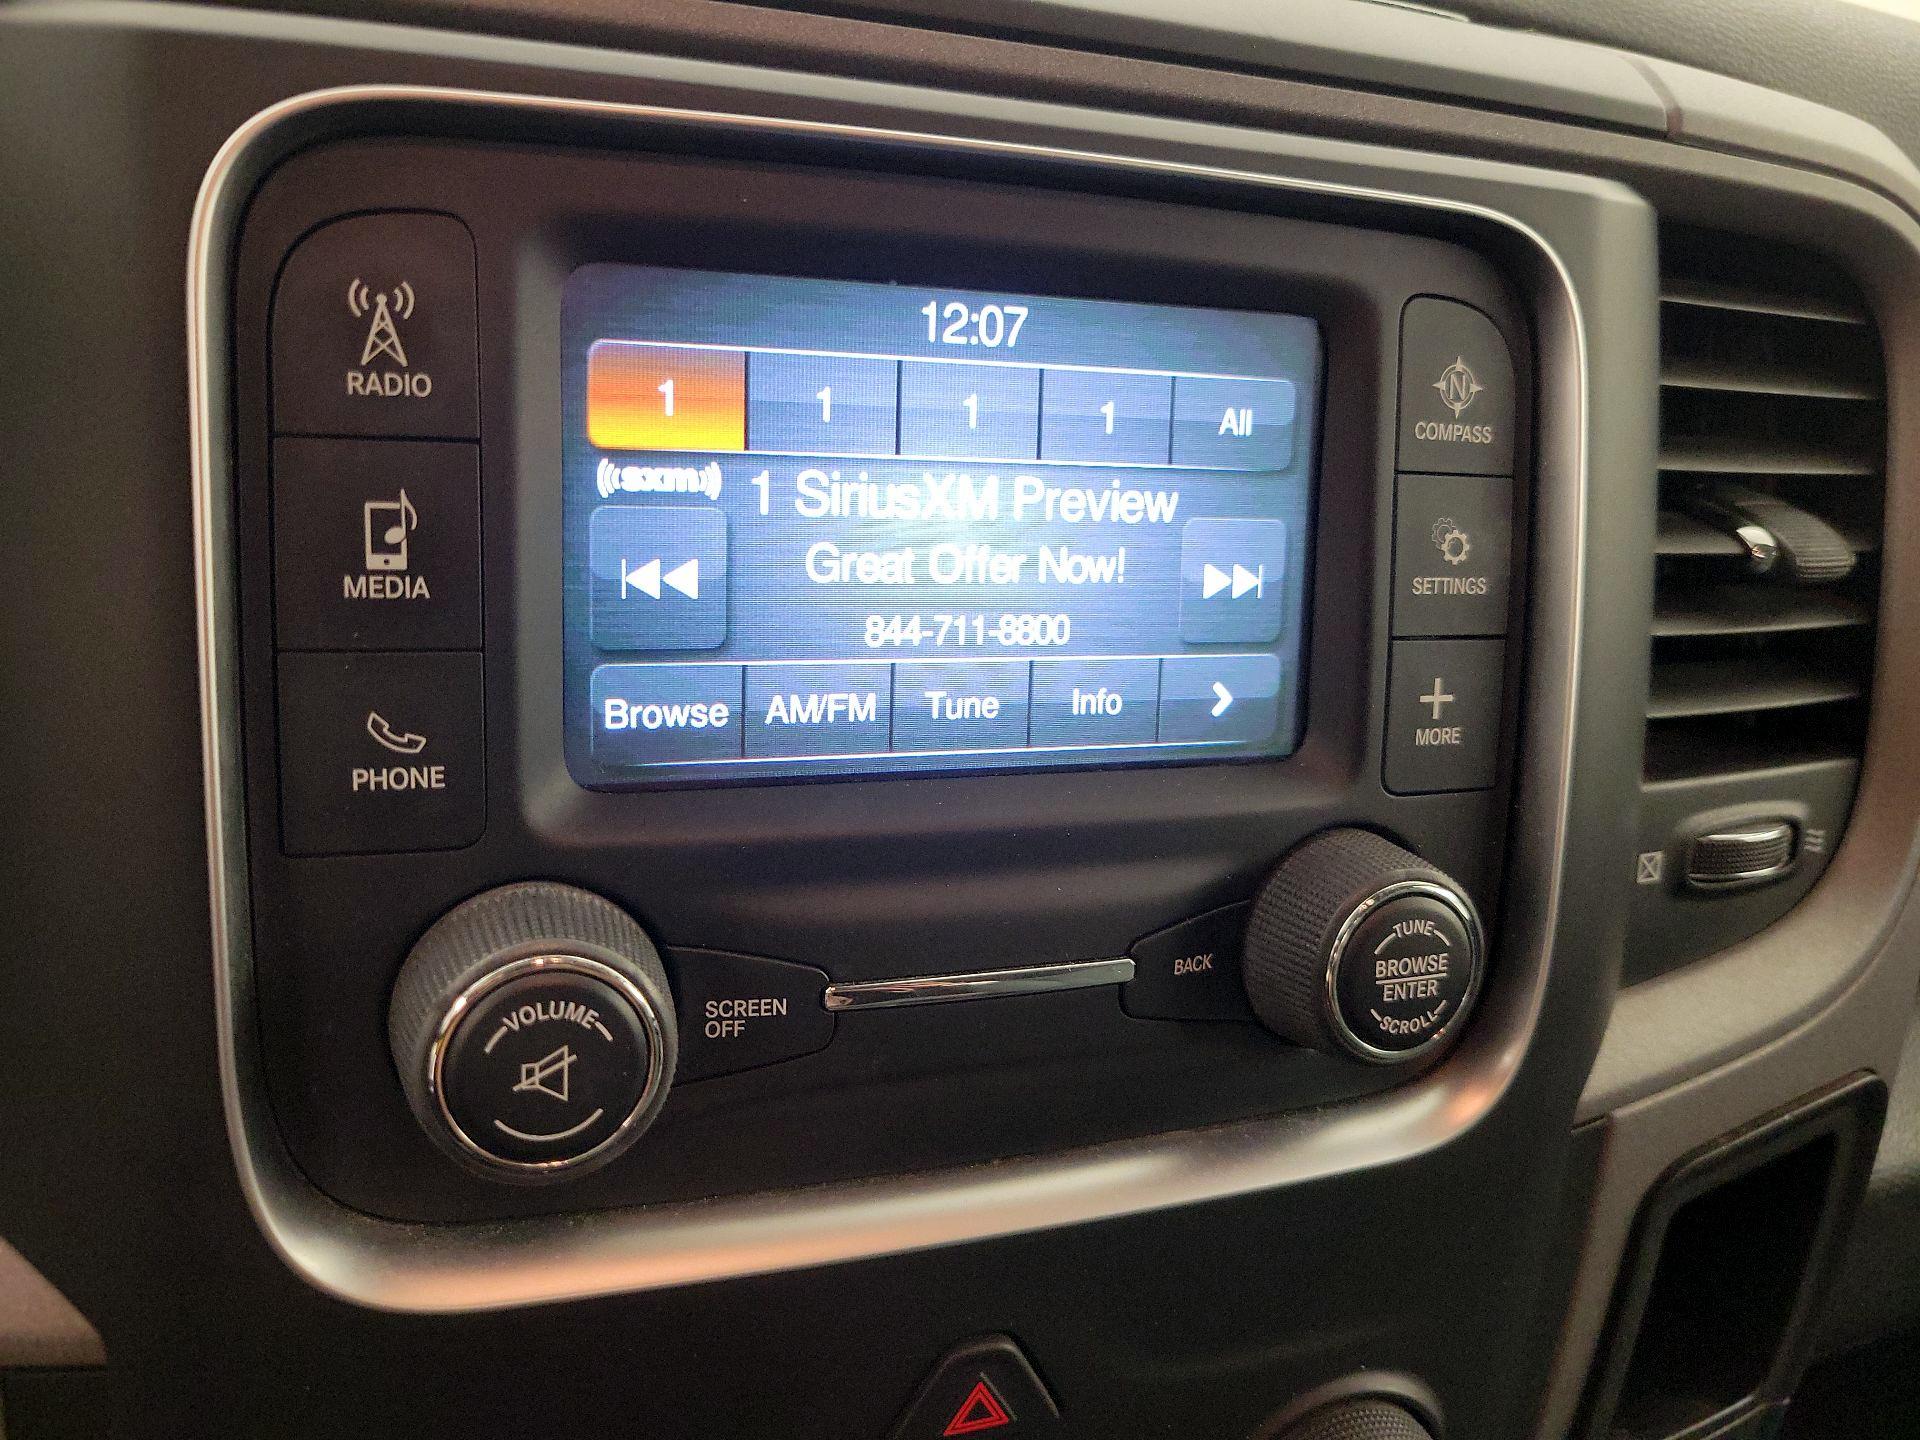 12:07
1 1 1 1 All
((sxm))
1 SiriusXM Preview
Great Offer Now!
844-711-8800
Browse AM/FM Tune Info
RADIO
MEDIA
PHONE
N
COMPASS
SETTINGS
MORE
VOLUME
SCREEN
OFF
BACK
TUNE
BROWSE
ENTER
SCROLL